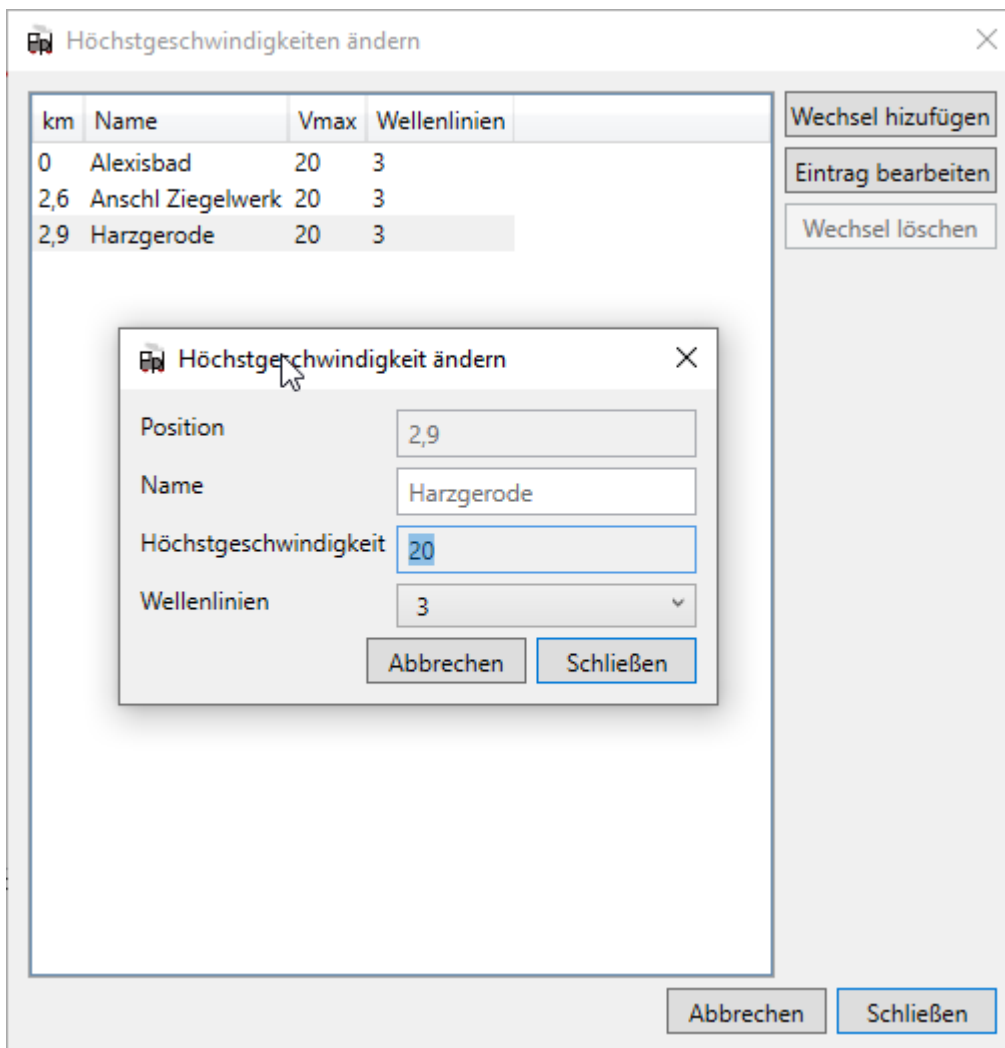 Höchstgeschwindigkeiten ändern
km Name Vmax Wellenlinien
0 Alexisbad 20 3
2,6 Anschl Ziegelwerk 20 3
2,9 Harzgerode 20 3
Wechsel hizufügen
Eintrag bearbeiten
Wechsel löschen
Höchstgeschwindigkeit ändern
Position 2,9
Name Harzgerode
Höchstgeschwindigkeit 20
Wellenlinien 3
Abbrechen Schließen
Abbrechen Schließen